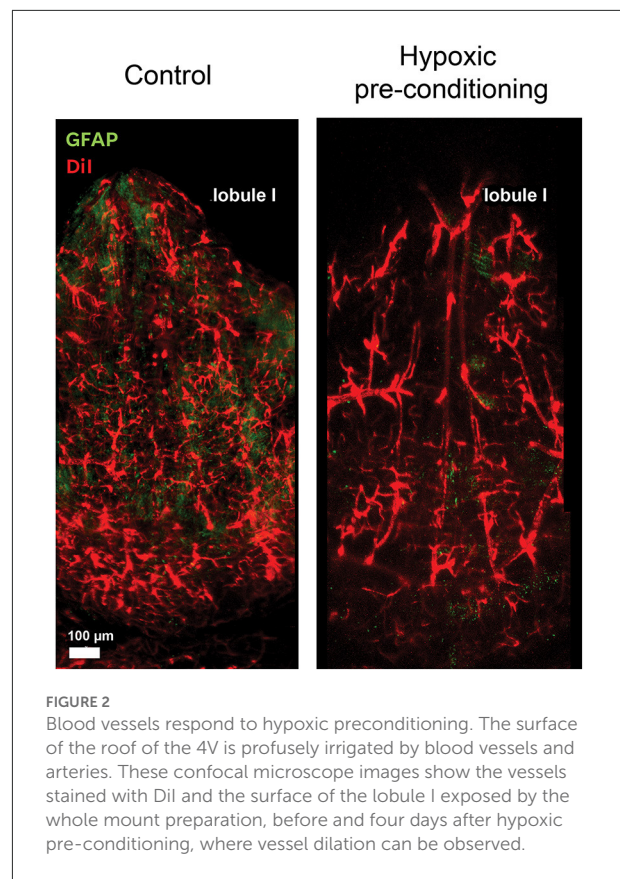 Control
Hypoxic
pre-conditioning
GFAP
DiI
lobule I
lobule I
100 µm
FIGURE 2
Blood vessels respond to hypoxic preconditioning. The surface
of the roof of the 4V is profusely irrigated by blood vessels and
arteries. These confocal microscope images show the vessels
stained with DiI and the surface of the lobule I exposed by the
whole mount preparation, before and four days after hypoxic
pre-conditioning, where vessel dilation can be observed.